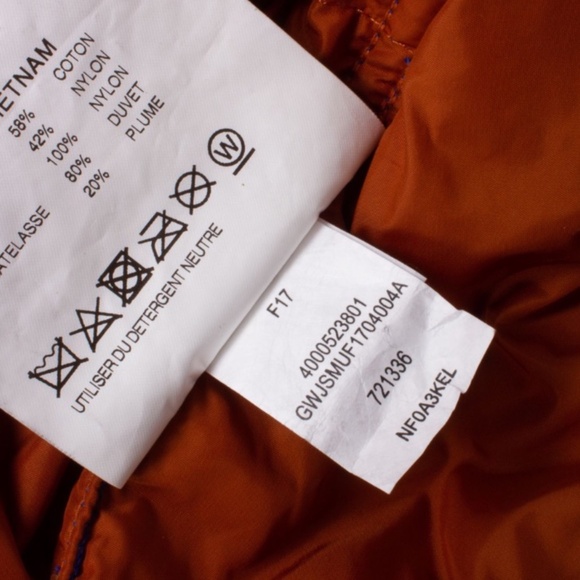 ETNAM
58% COTON
42% NYLON
100% NYLON
80% DUVET
20% PLUME
ATELASSE
W
UTILISER DU DETERGENT NEUTRE
F17
4000523801
GWJSMUF1704004A
721336
NF0A3KEL